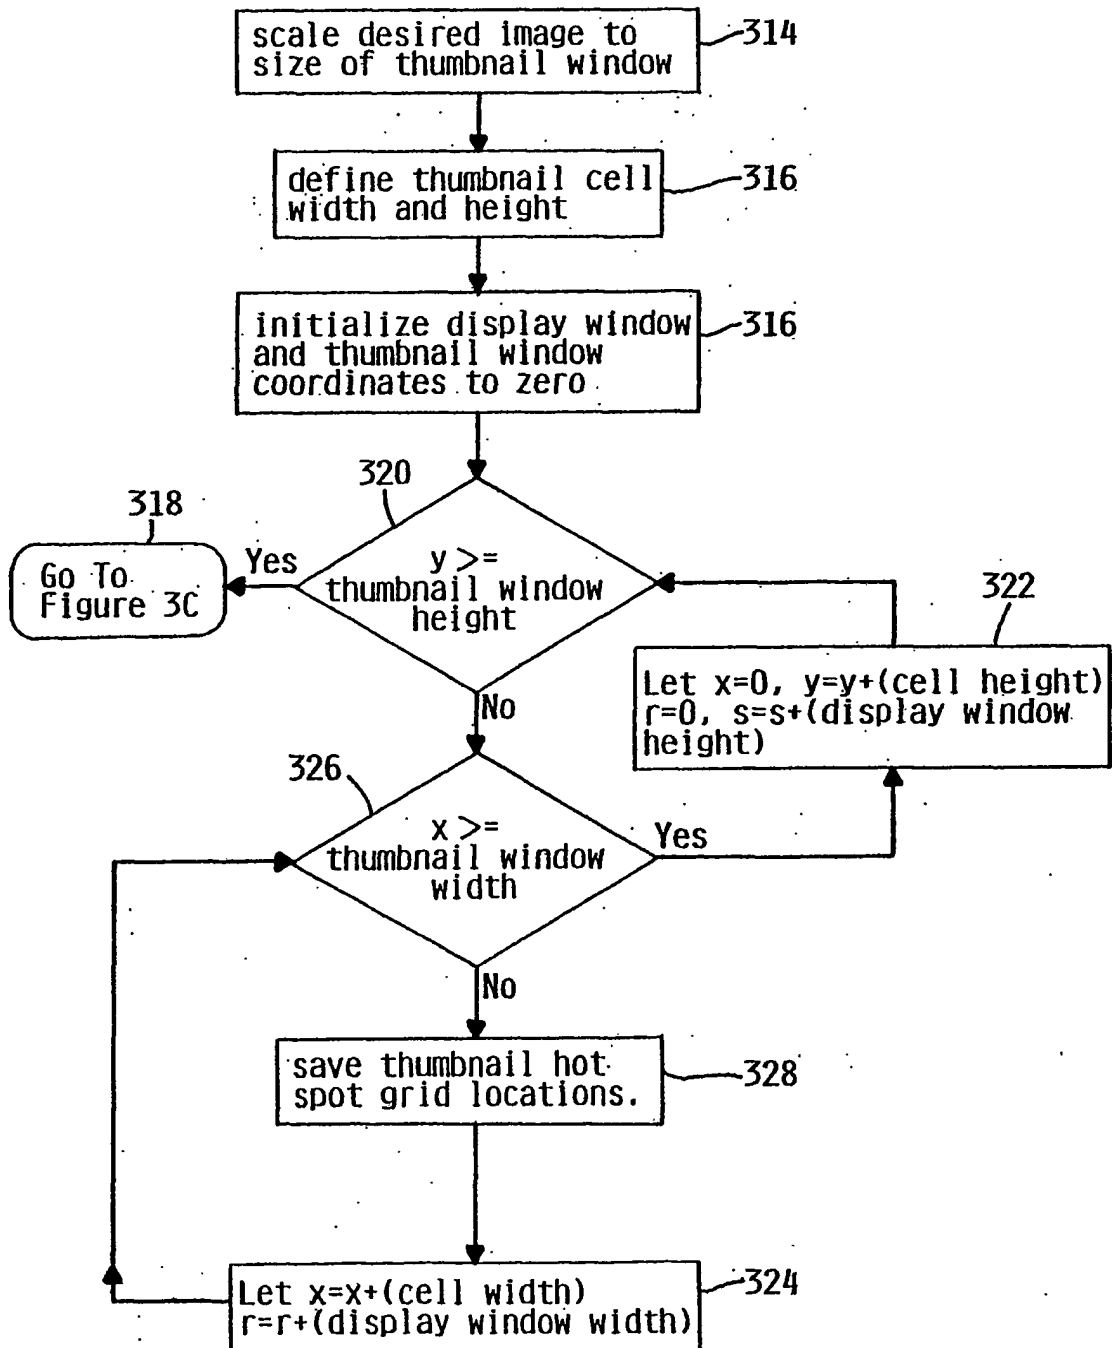 scale desired image to
size of thumbnail window
314
define thumbnail cell
width and height
316
initialize display window
and thumbnail window
coordinates to zero
316
320
318
Yes
Go To
Figure 3C
y >=
thumbnail window
height
322
Let x=0, y=y+(cell height)
r=0, s=s+(display window
height)
No
326
x >=
thumbnail window
width
Yes
No
save thumbnail hot
spot grid locations.
328
Let x=x+(cell width)
r=r+(display window width)
324